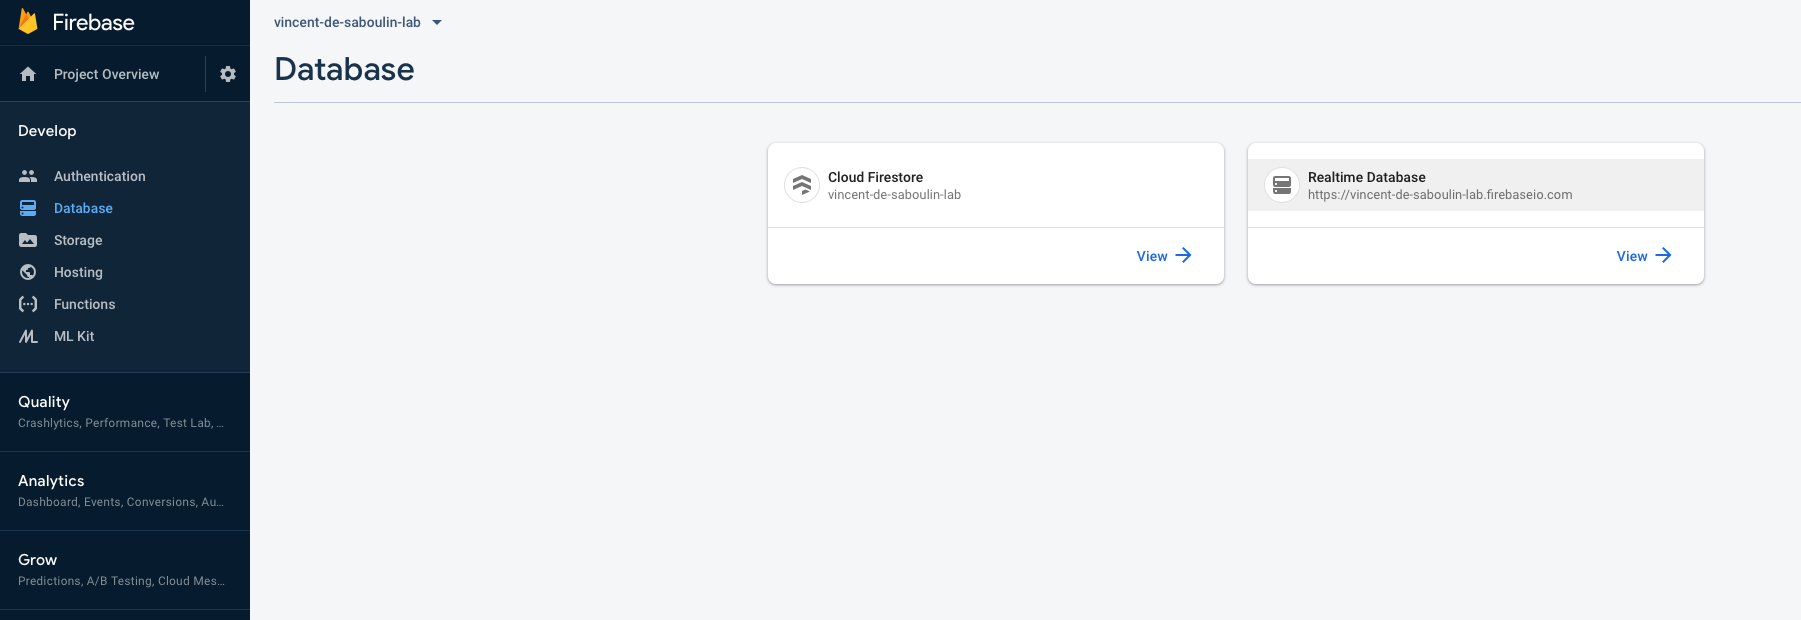 Firebase
Project Overview
Develop
Authentication
Database
Storage
Hosting
Functions
ML Kit
Quality
Crashlytics, Performance, Test Lab, ...
Analytics
Dashboard, Events, Conversions, Au...
Grow
Predictions, A/B Testing, Cloud Mes...
vincent-de-saboulin-lab
Database
Cloud Firestore
vincent-de-saboulin-lab
View
Realtime Database
https://vincent-de-saboulin-lab.firebaseio.com
View